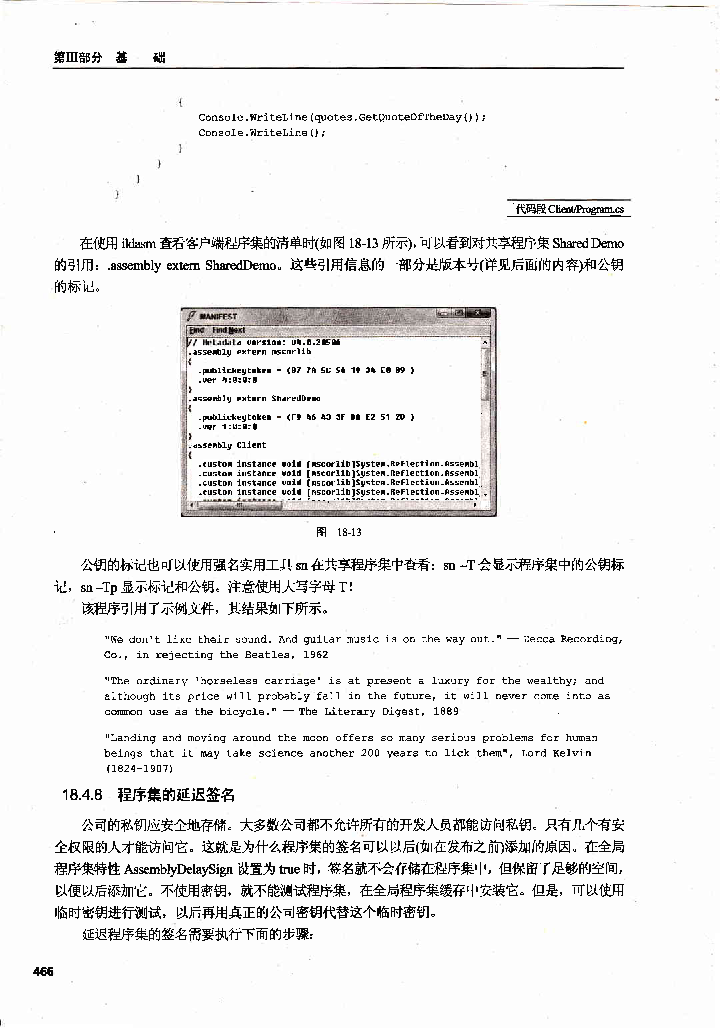 第III部分 基 础
{
Console.WriteLine(quotes.GetQuoteOfTheDay());
Console.WriteLine();
}
}
}
}
代码段 Client/Program.cs
在使用 ildasm 查看客户端程序集的清单时(如图 18-13 所示)，可以看到对共享程序集 Shared Demo
的引用：.assembly extern SharedDemo。这些引用信息的一部分是版本号(详见后面的内容)和公钥
的标记。
MANIFEST
Find Find Next
// Metadata version: v4.0.20506
.assembly extern mscorlib
{
.publickeytoken = (B7 7A 5C 56 19 34 E0 89 )
.ver 4:0:0:0
}
.assembly extern SharedDemo
{
.publickeytoken =
.ver 1:0:0:0
}
.assembly Client
{
.custom instance void [mscorlib]System.Reflection.Assembl
.custom instance void [mscorlib]System.Reflection.Assembl
.custom instance void [mscorlib]System.Reflection.Assembl
.custom instance void [mscorlib]System.Reflection.Assembl
图 18-13
公钥的标记也可以使用强名实用工具 sn 在共享程序集中查看：sn –T 会显示程序集中的公钥标
记，sn –Tp 显示标记和公钥。注意使用大写字母 T!
该程序引用了示例文件，其结果如下所示。
"We don't like their sound. And guitar music is on the way out." — Decca Recording,
Co., in rejecting the Beatles, 1962
"The ordinary 'horseless carriage' is at present a luxury for the wealthy; and
although its price will probably fall in the future, it will never come into as
common use as the bicycle." — The Literary Digest, 1889
"Landing and moving around the moon offers so many serious problems for human
beings that it may take science another 200 years to lick them", Lord Kelvin
(1824-1907)
18.4.6 程序集的延迟签名
公司的私钥应安全地存储。大多数公司都不允许所有的开发人员都能访问私钥。只有几个有安
全权限的人才能访问它。这就是为什么程序集的签名可以以后(如在发布之前)添加的原因。在全局
程序集特性 AssemblyDelaySign 设置为 true 时，签名就不会存储在程序集中，但保留了足够的空间，
以便以后添加它。不使用密钥，就不能测试程序集，在全局程序集缓存中安装它。但是，可以使用
临时密钥进行测试，以后再用真正的公司密钥代替这个临时密钥。
延迟程序集的签名需要执行下面的步骤：
466